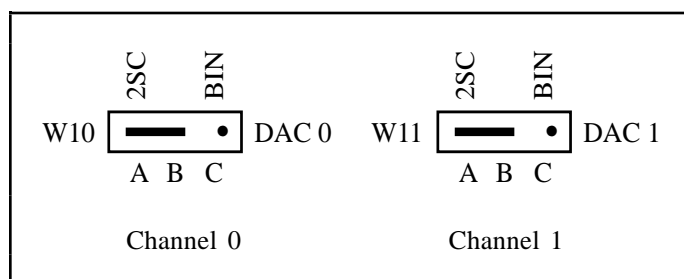 2SC BIN 2SC BIN
W10 DAC 0 W11 DAC 1
A B C A B C
Channel 0 Channel 1